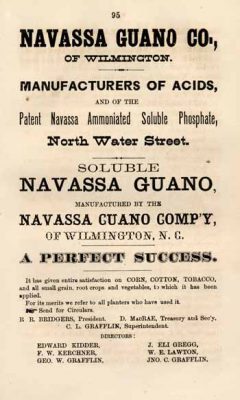 95
NAVASSA GUANO CO.,
OF WILMINGTON.
MANUFACTURERS OF ACIDS,
AND OF THE
Patent Navassa Ammoniated Soluble Phosphate,
North Water Street.
SOLUBLE
NAVASSA GUANO,
MANUFACTURED BY THE
NAVASSA GUANO COMP'Y,
OF WILMINGTON, N. C.
A PERFECT SUCCESS.
It has given entire satisfaction on CORN, COTTON, TOBACCO,
and all small grain, root crops and vegetables, to which it has been
applied.
For its merits we refer to all planters who have used it.
☞ Send for Circulars.
R. R. BRIDGERS, President. D. MacRAE, Treasury and Sec'y.
C. L. GRAFFLIN, Superintendent.
DIRECTORS:
EDWARD KIDDER, J. ELI GREGG,
F. W. KERCHNER, W. E. LAWTON,
GEO. W. GRAFFLIN, JNO. C. GRAFFLIN.